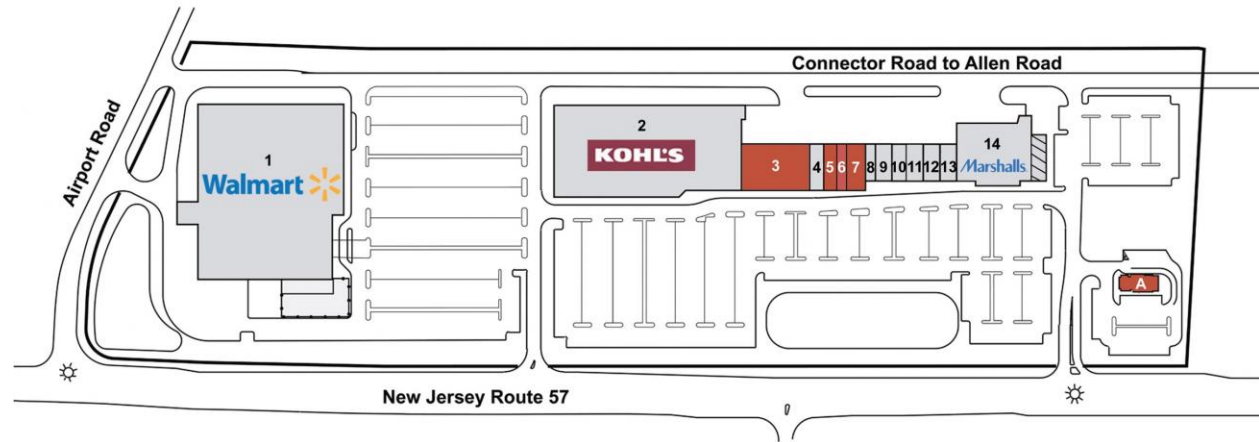 Connector Road to Allen Road
Airport Road
1
Walmart
2
KOHL'S
3
4
5
6
7
8
9
10
11
12
13
14
Marshalls
A
New Jersey Route 57